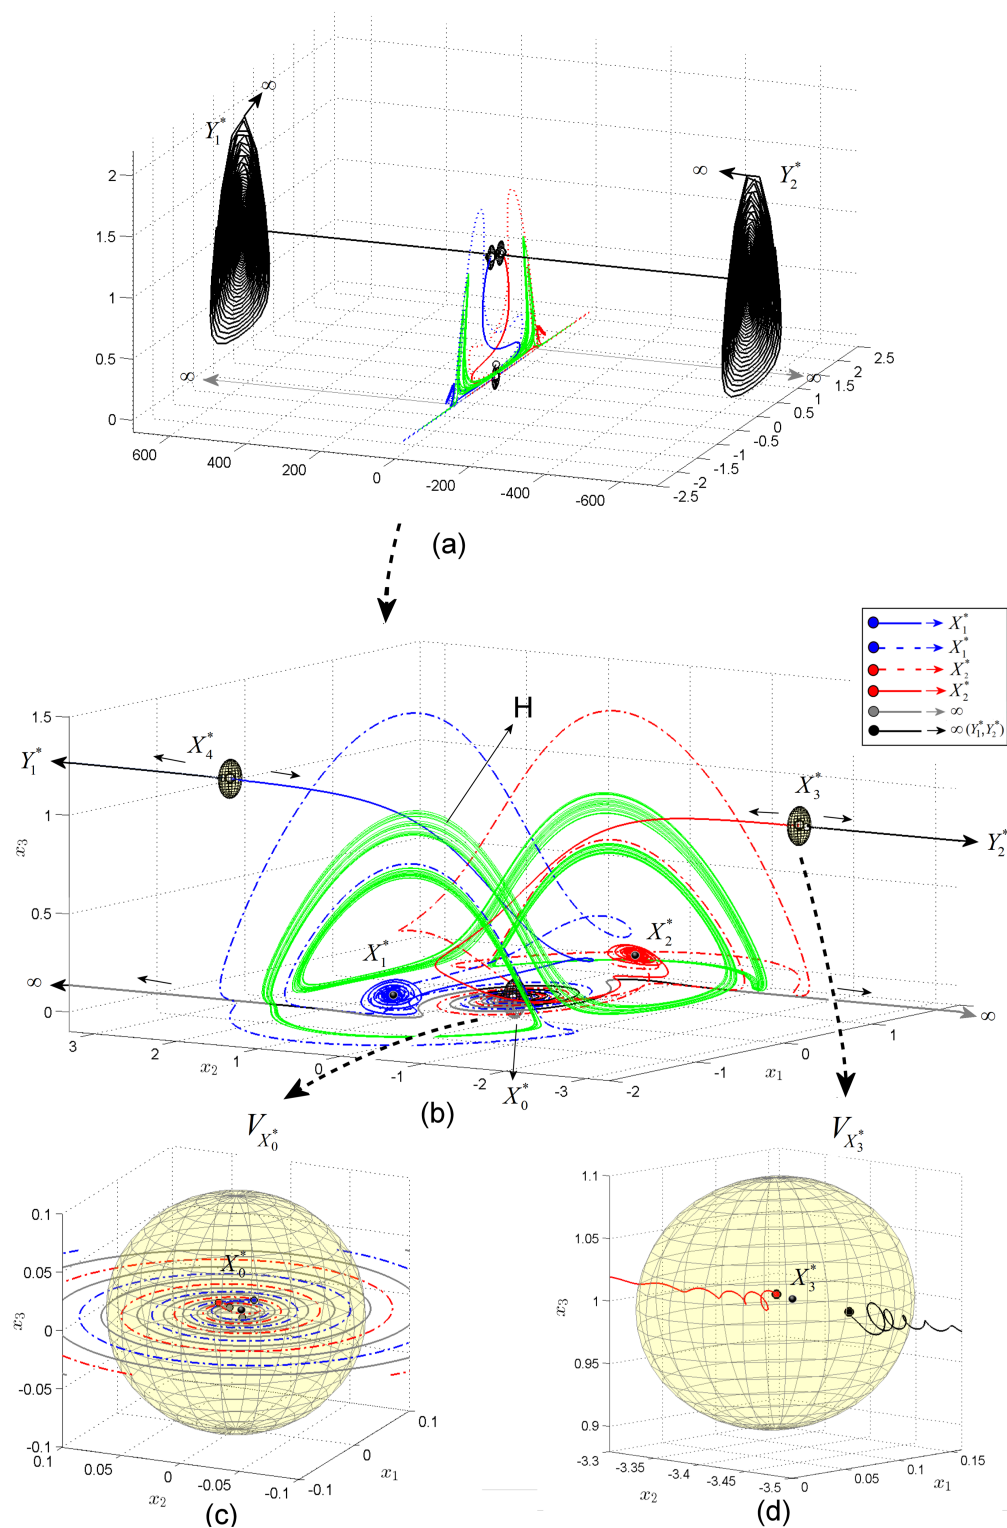 ∞
Y₁*
∞
Y₂*
2
1.5
1
0.5
0
∞
∞
600
400
200
0
-200
-400
-600
-2.5
-2
-1.5
-1
-0.5
0
0.5
1
1.5
2
2.5
(a)
X₁*
X₁*
X₂*
X₂*
∞
∞ (Y₁*, Y₂*)
H
X₄*
Y₁*
X₃*
Y₂*
1.5
1
0.5
0
x₃
X₁*
X₂*
∞
∞
3
2
1
0
-1
-2
-3
x₂
-2
-1
0
1
x₁
X₀*
(b)
V_{X₀*}
X₀*
0.1
0.05
0
-0.05
-0.1
x₃
0.1
0.05
0
-0.05
-0.1
x₂
-0.1
0
0.1
x₁
(c)
V_{X₃*}
X₃*
1.1
1.05
1
0.95
0.9
x₃
-3.3
-3.35
-3.4
-3.45
-3.5
x₂
0
0.05
0.1
0.15
x₁
(d)